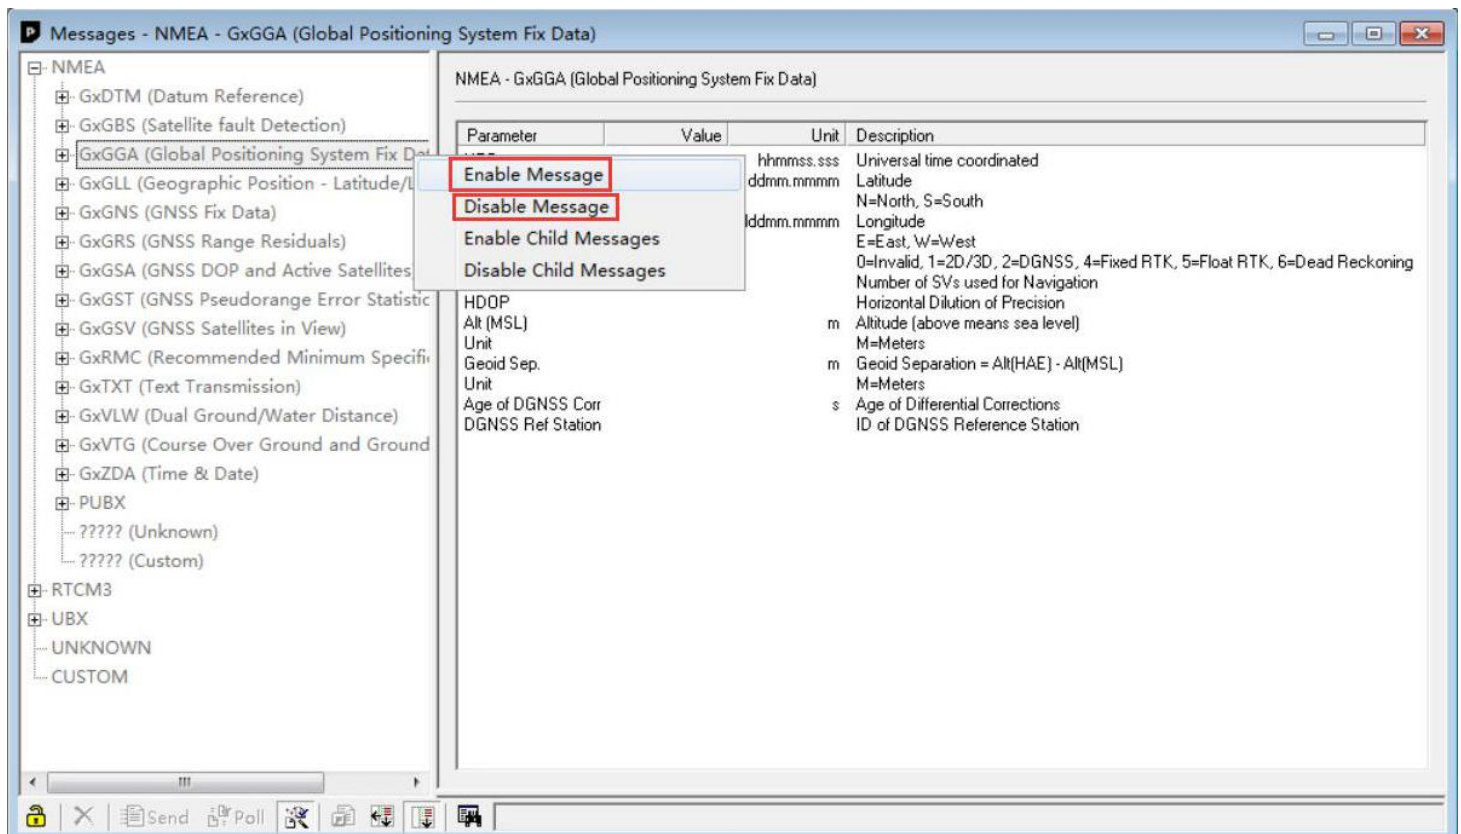 Messages - NMEA - GxGGA (Global Positioning System Fix Data)
NMEA
GxDTM (Datum Reference)
GxGBS (Satellite fault Detection)
GxGGA (Global Positioning System Fix
GxGLL (Geographic Position - Latitude/L
GxGNS (GNSS Fix Data)
GxGRS (GNSS Range Residuals)
GxGSA (GNSS DOP and Active Satellites
GxGST (GNSS Pseudorange Error Statistic
GxGSV (GNSS Satellites in View)
GxRMC (Recommended Minimum Specifi
GxTXT (Text Transmission)
GxVLW (Dual Ground/Water Distance)
GxVTG (Course Over Ground and Ground
GxZDA (Time & Date)
PUBX
????? (Unknown)
????? (Custom)
RTCM3
UBX
UNKNOWN
CUSTOM
Enable Message
Disable Message
Enable Child Messages
Disable Child Messages
NMEA - GxGGA (Global Positioning System Fix Data)
Parameter Value Unit Description
hhmmss.sss Universal time coordinated
ddmm.mmmm Latitude
N=North, S=South
dddmm.mmmm Longitude
E=East, W=West
0=Invalid, 1=2D/3D, 2=DGNSS, 4=Fixed RTK, 5=Float RTK, 6=Dead Reckoning
Number of SVs used for Navigation
HDOP Horizontal Dilution of Precision
Alt (MSL) m Altitude (above means sea level)
Unit M=Meters
Geoid Sep. m Geoid Separation = Alt(HAE) - Alt(MSL)
Unit M=Meters
Age of DGNSS Corr s Age of Differential Corrections
DGNSS Ref Station ID of DGNSS Reference Station
Send Poll